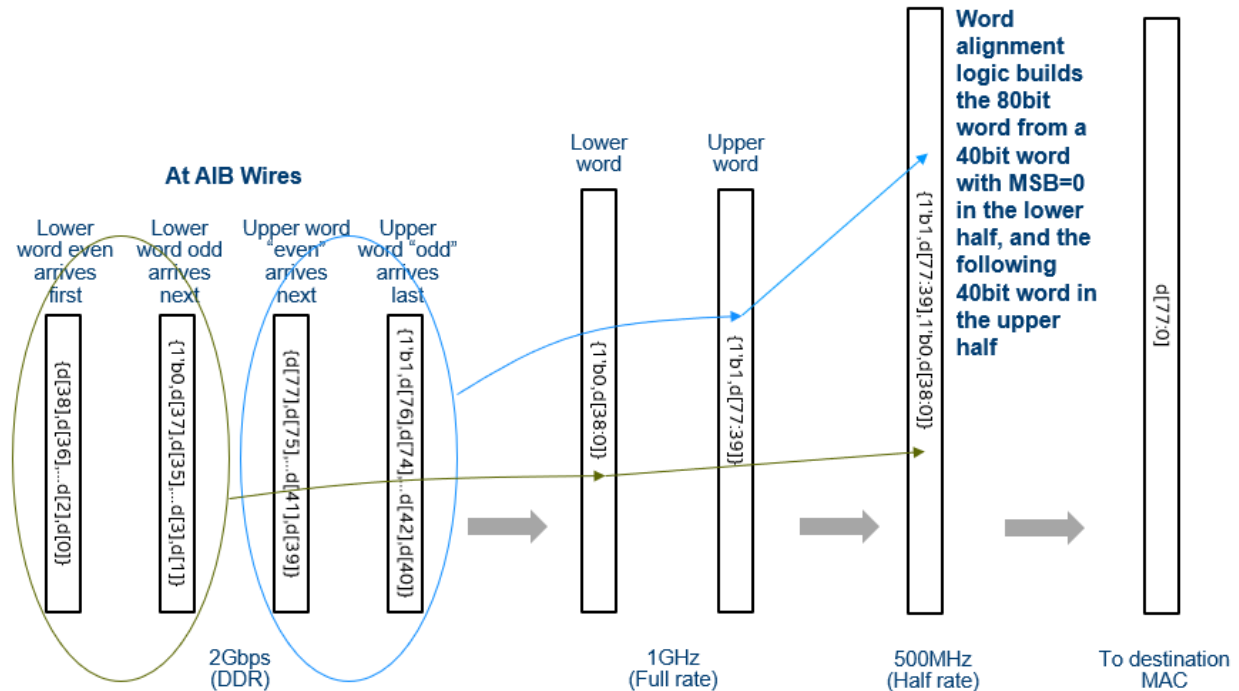 At AIB Wires
Lower
word even
arrives
first
Lower
word odd
arrives
next
Upper word
"even"
arrives
next
Upper
word "odd"
arrives
last
{d[38],d[36],...d[2],d[0]}
{1'b0,d[37],d[35],...d[3],d[1]}
{d[77],d[75],...d[41],d[39]}
{1'b1,d[76],d[74],...d[42],d[40]}
2Gbps
(DDR)
Lower
word
Upper
word
{1'b0,d[38:0]}
{1'b1,d[77:39]}
1GHz
(Full rate)
{1'b1,d[77:39],1'b0,d[38:0]}
500MHz
(Half rate)
Word
alignment
logic builds
the 80bit
word from a
40bit word
with MSB=0
in the lower
half, and the
following
40bit word in
the upper
half
d[77:0]
To destination
MAC